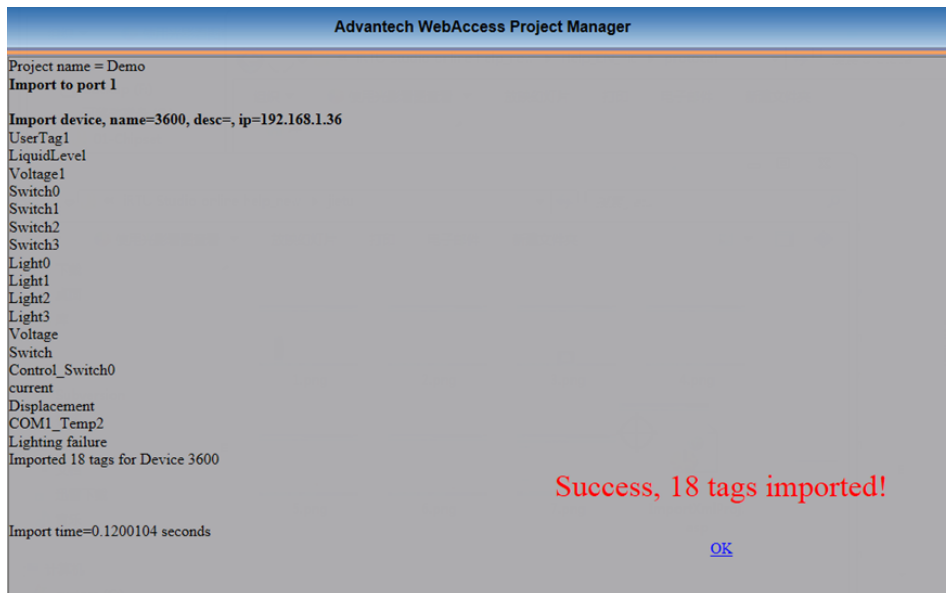 Advantech WebAccess Project Manager
Project name = Demo
Import to port 1
Import device, name=3600, desc=, ip=192.168.1.36
UserTag1
LiquidLevel
Voltage1
Switch0
Switch1
Switch2
Switch3
Light0
Light1
Light2
Light3
Voltage
Switch
Control_Switch0
current
Displacement
COM1_Temp2
Lighting failure
Imported 18 tags for Device 3600
Success, 18 tags imported!
Import time=0.1200104 seconds
OK